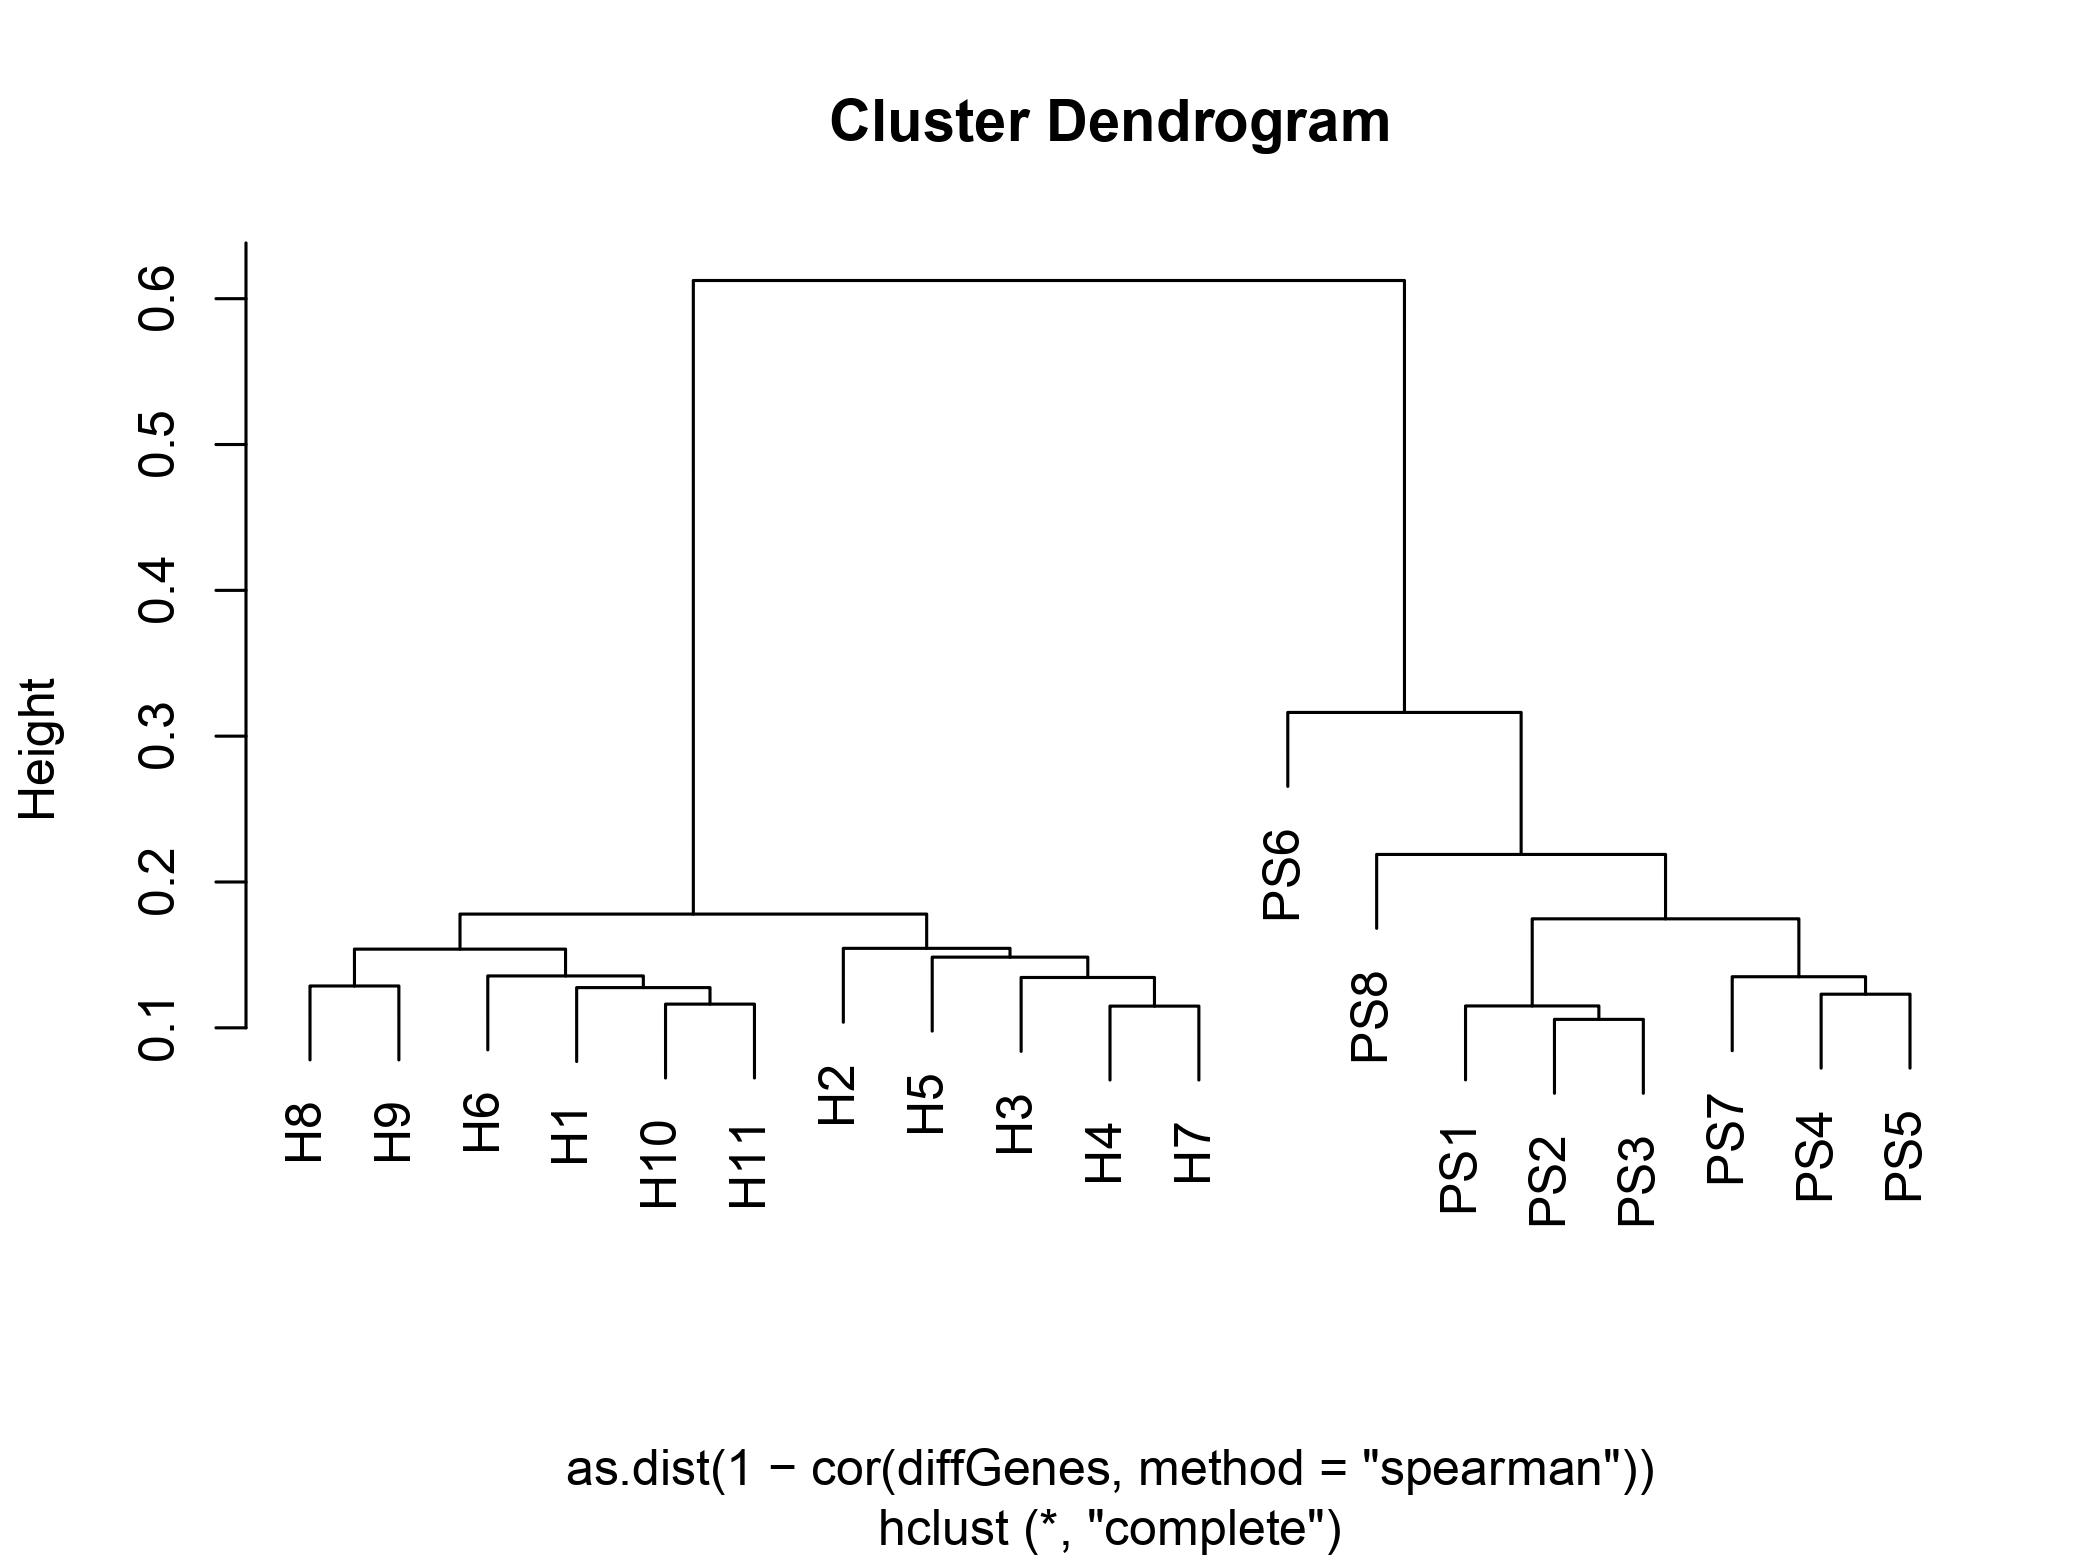 Cluster Dendrogram
Height
0.6
0.5
0.4
0.3
0.2
0.1
H8
H9
H6
H1
H10
H11
H2
H5
H3
H4
H7
PS6
PS8
PS1
PS2
PS3
PS7
PS4
PS5
as.dist(1 − cor(diffGenes, method = "spearman"))
hclust (*, "complete")